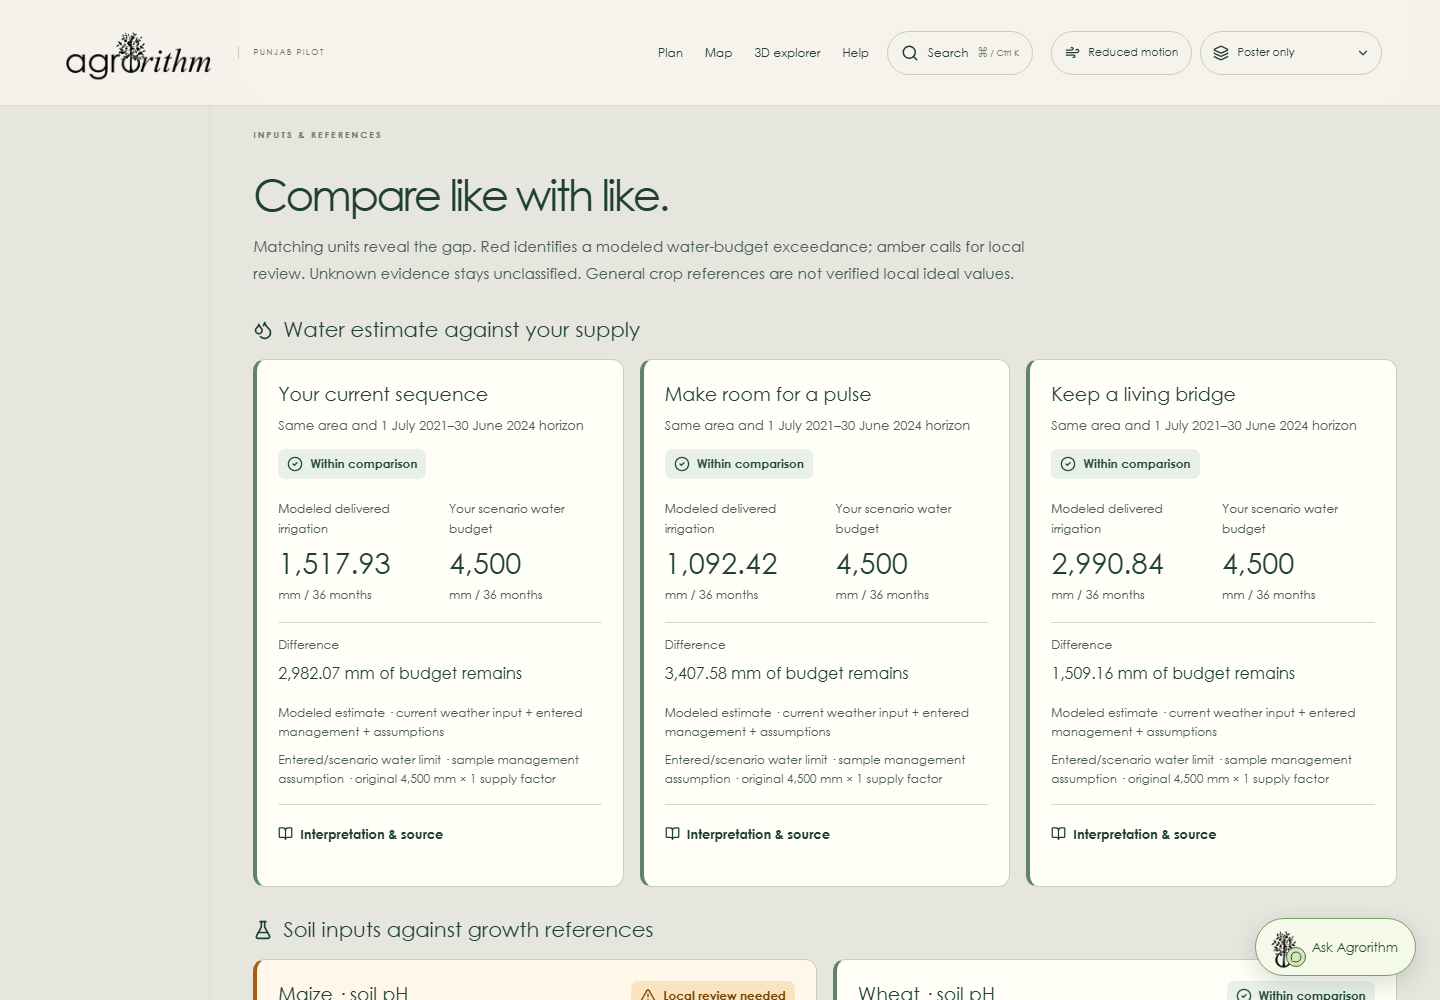 agrorithm
PUNJAB PILOT
Plan
Map
3D explorer
Help
Search ⌘ / Ctrl K
Reduced motion
Poster only
INPUTS & REFERENCES
Compare like with like.
Matching units reveal the gap. Red identifies a modeled water-budget exceedance; amber calls for local
review. Unknown evidence stays unclassified. General crop references are not verified local ideal values.
Water estimate against your supply
Your current sequence
Same area and 1 July 2021–30 June 2024 horizon
Within comparison
Modeled delivered
irrigation
1,517.93
mm / 36 months
Your scenario water
budget
4,500
mm / 36 months
Difference
2,982.07 mm of budget remains
Modeled estimate · current weather input + entered
management + assumptions
Entered/scenario water limit · sample management
assumption · original 4,500 mm × 1 supply factor
Interpretation & source
Make room for a pulse
Same area and 1 July 2021–30 June 2024 horizon
Within comparison
Modeled delivered
irrigation
1,092.42
mm / 36 months
Your scenario water
budget
4,500
mm / 36 months
Difference
3,407.58 mm of budget remains
Modeled estimate · current weather input + entered
management + assumptions
Entered/scenario water limit · sample management
assumption · original 4,500 mm × 1 supply factor
Interpretation & source
Keep a living bridge
Same area and 1 July 2021–30 June 2024 horizon
Within comparison
Modeled delivered
irrigation
2,990.84
mm / 36 months
Your scenario water
budget
4,500
mm / 36 months
Difference
1,509.16 mm of budget remains
Modeled estimate · current weather input + entered
management + assumptions
Entered/scenario water limit · sample management
assumption · original 4,500 mm × 1 supply factor
Interpretation & source
Soil inputs against growth references
Maize · soil pH
Local review needed
Wheat · soil pH
Within comparison
Ask Agrorithm